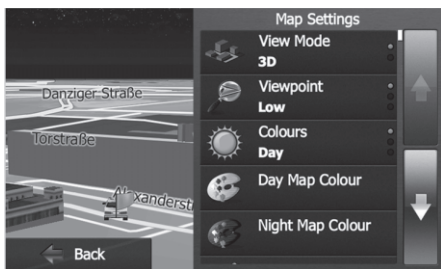 Map Settings
View Mode
3D
Viewpoint
Low
Colours
Day
Day Map Colour
Night Map Colour
Danziger Straße
Torstraße
Back